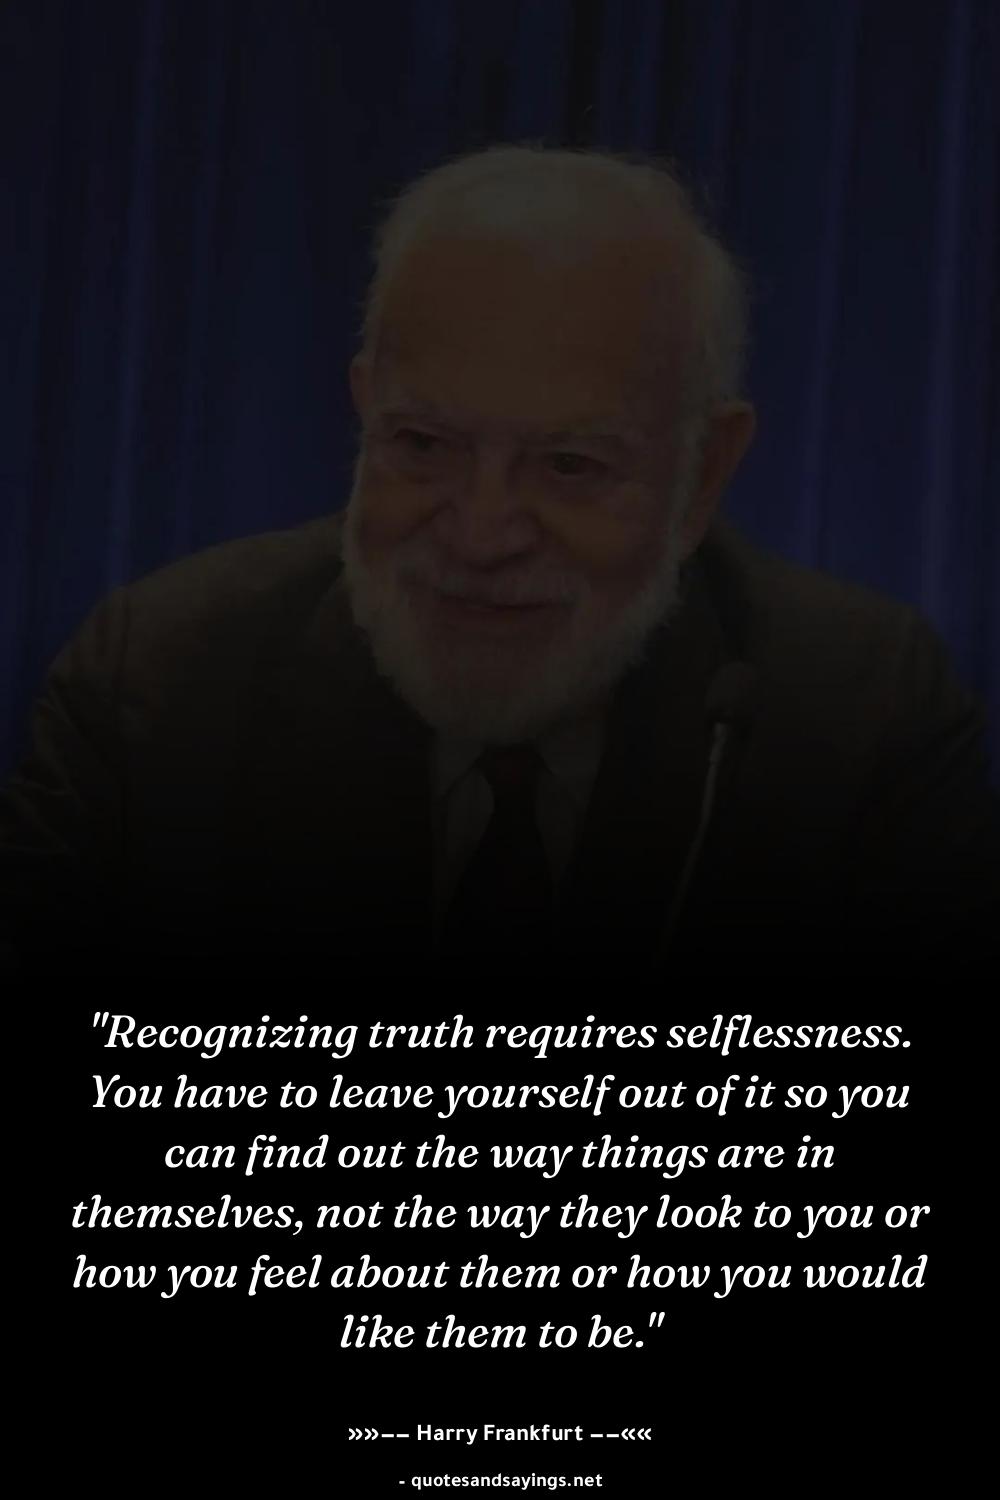 "Recognizing truth requires selflessness.
You have to leave yourself out of it so you
can find out the way things are in
themselves, not the way they look to you or
how you feel about them or how you would
like them to be."
»»–– Harry Frankfurt ––««
- quotesandsayings.net